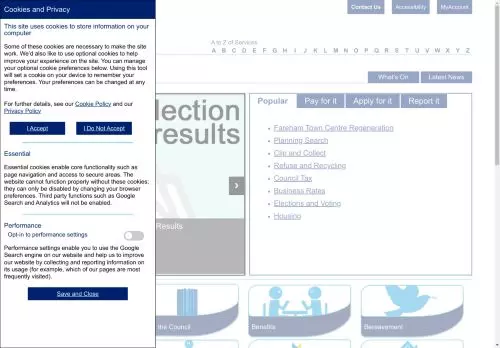 Cookies and Privacy
This site uses cookies to store information on your
computer
Some of these cookies are necessary to make the site
work. We'd also like to use optional cookies to help
improve your experience on the site. You can manage
your optional cookie preferences below. Using this tool
will set a cookie on your device to remember your
preferences. Your preferences can be changed at any
time.
For further details, see our Cookie Policy and our
Privacy Policy
I Accept
I Do Not Accept
Essential
Essential cookies enable core functionality such as
page navigation and access to secure areas. The
website cannot function properly without these cookies;
they can only be disabled by changing your browser
preferences. Third party functions such as Google
Search and Analytics will not be enabled.
Performance
Opt-in to performance settings
Performance settings enable you to use the Google
Search engine on our website and help us to improve
our website by collecting and reporting information on
its usage (for example, which of our pages are most
frequently visited).
Save and Close
Contact Us
Accessibility
MyAccount
A to Z of Services
A B C D E F G H I J K L M N O P Q R S T U V W X Y Z
What's On
Latest News
lection
results
Results
Popular
Pay for it
Apply for it
Report it
Fareham Town Centre Regeneration
Planning Search
Clip and Collect
Refuse and Recycling
Council Tax
Business Rates
Elections and Voting
Housing
the Council
Benefits
Bereavement